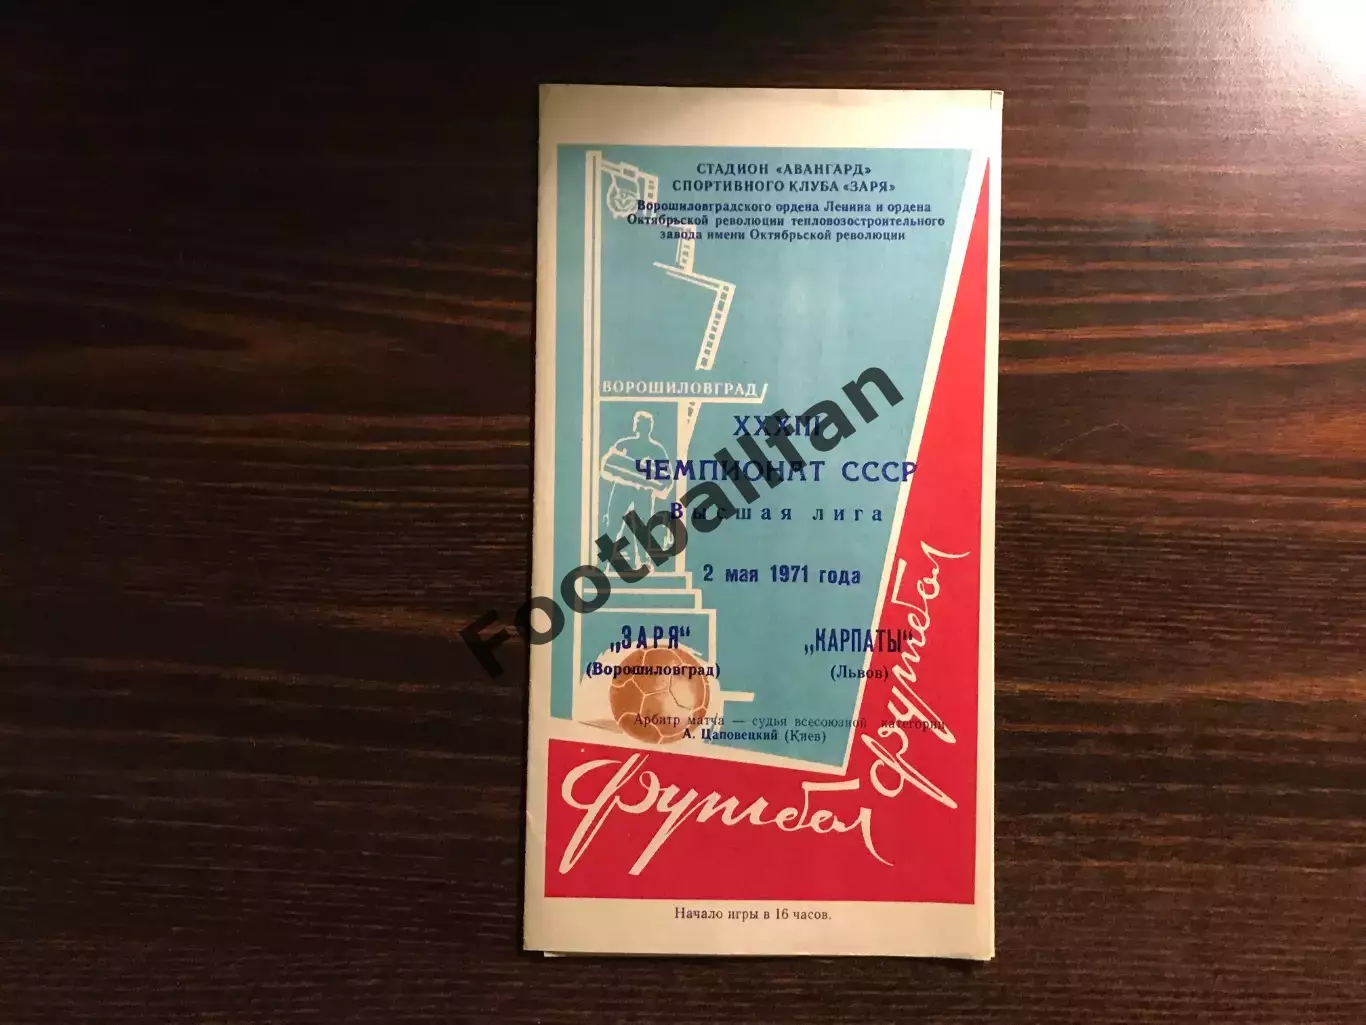 СТАДИОН «АВАНГАРД»
СПОРТИВНОГО КЛУБА «ЗАРЯ»
Ворошиловградского ордена Ленина и ордена
Октябрьской революции тепловозостроительного
завода имени Октябрьской революции
ВОРОШИЛОВГРАД
XXXIII
ЧЕМПИОНАТ СССР
Высшая лига
2 мая 1971 года
„ЗАРЯ“ „КАРПАТЫ“
(Ворошиловград) (Львов)
Арбитр матча — судья всесоюзной категории
А. Цаповецкий (Киев)
Футбол
Футбол
Начало игры в 16 часов.
Footballfan